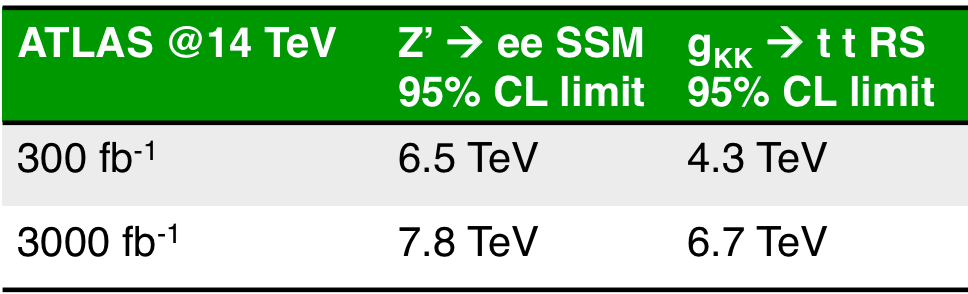 ATLAS @14 TeV Z’ → ee SSM g_KK → t t RS
95% CL limit 95% CL limit
300 fb⁻¹ 6.5 TeV 4.3 TeV
3000 fb⁻¹ 7.8 TeV 6.7 TeV